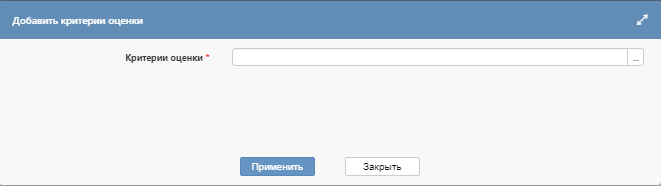 Добавить критерии оценки
Критерии оценки *
...
Применить Закрыть